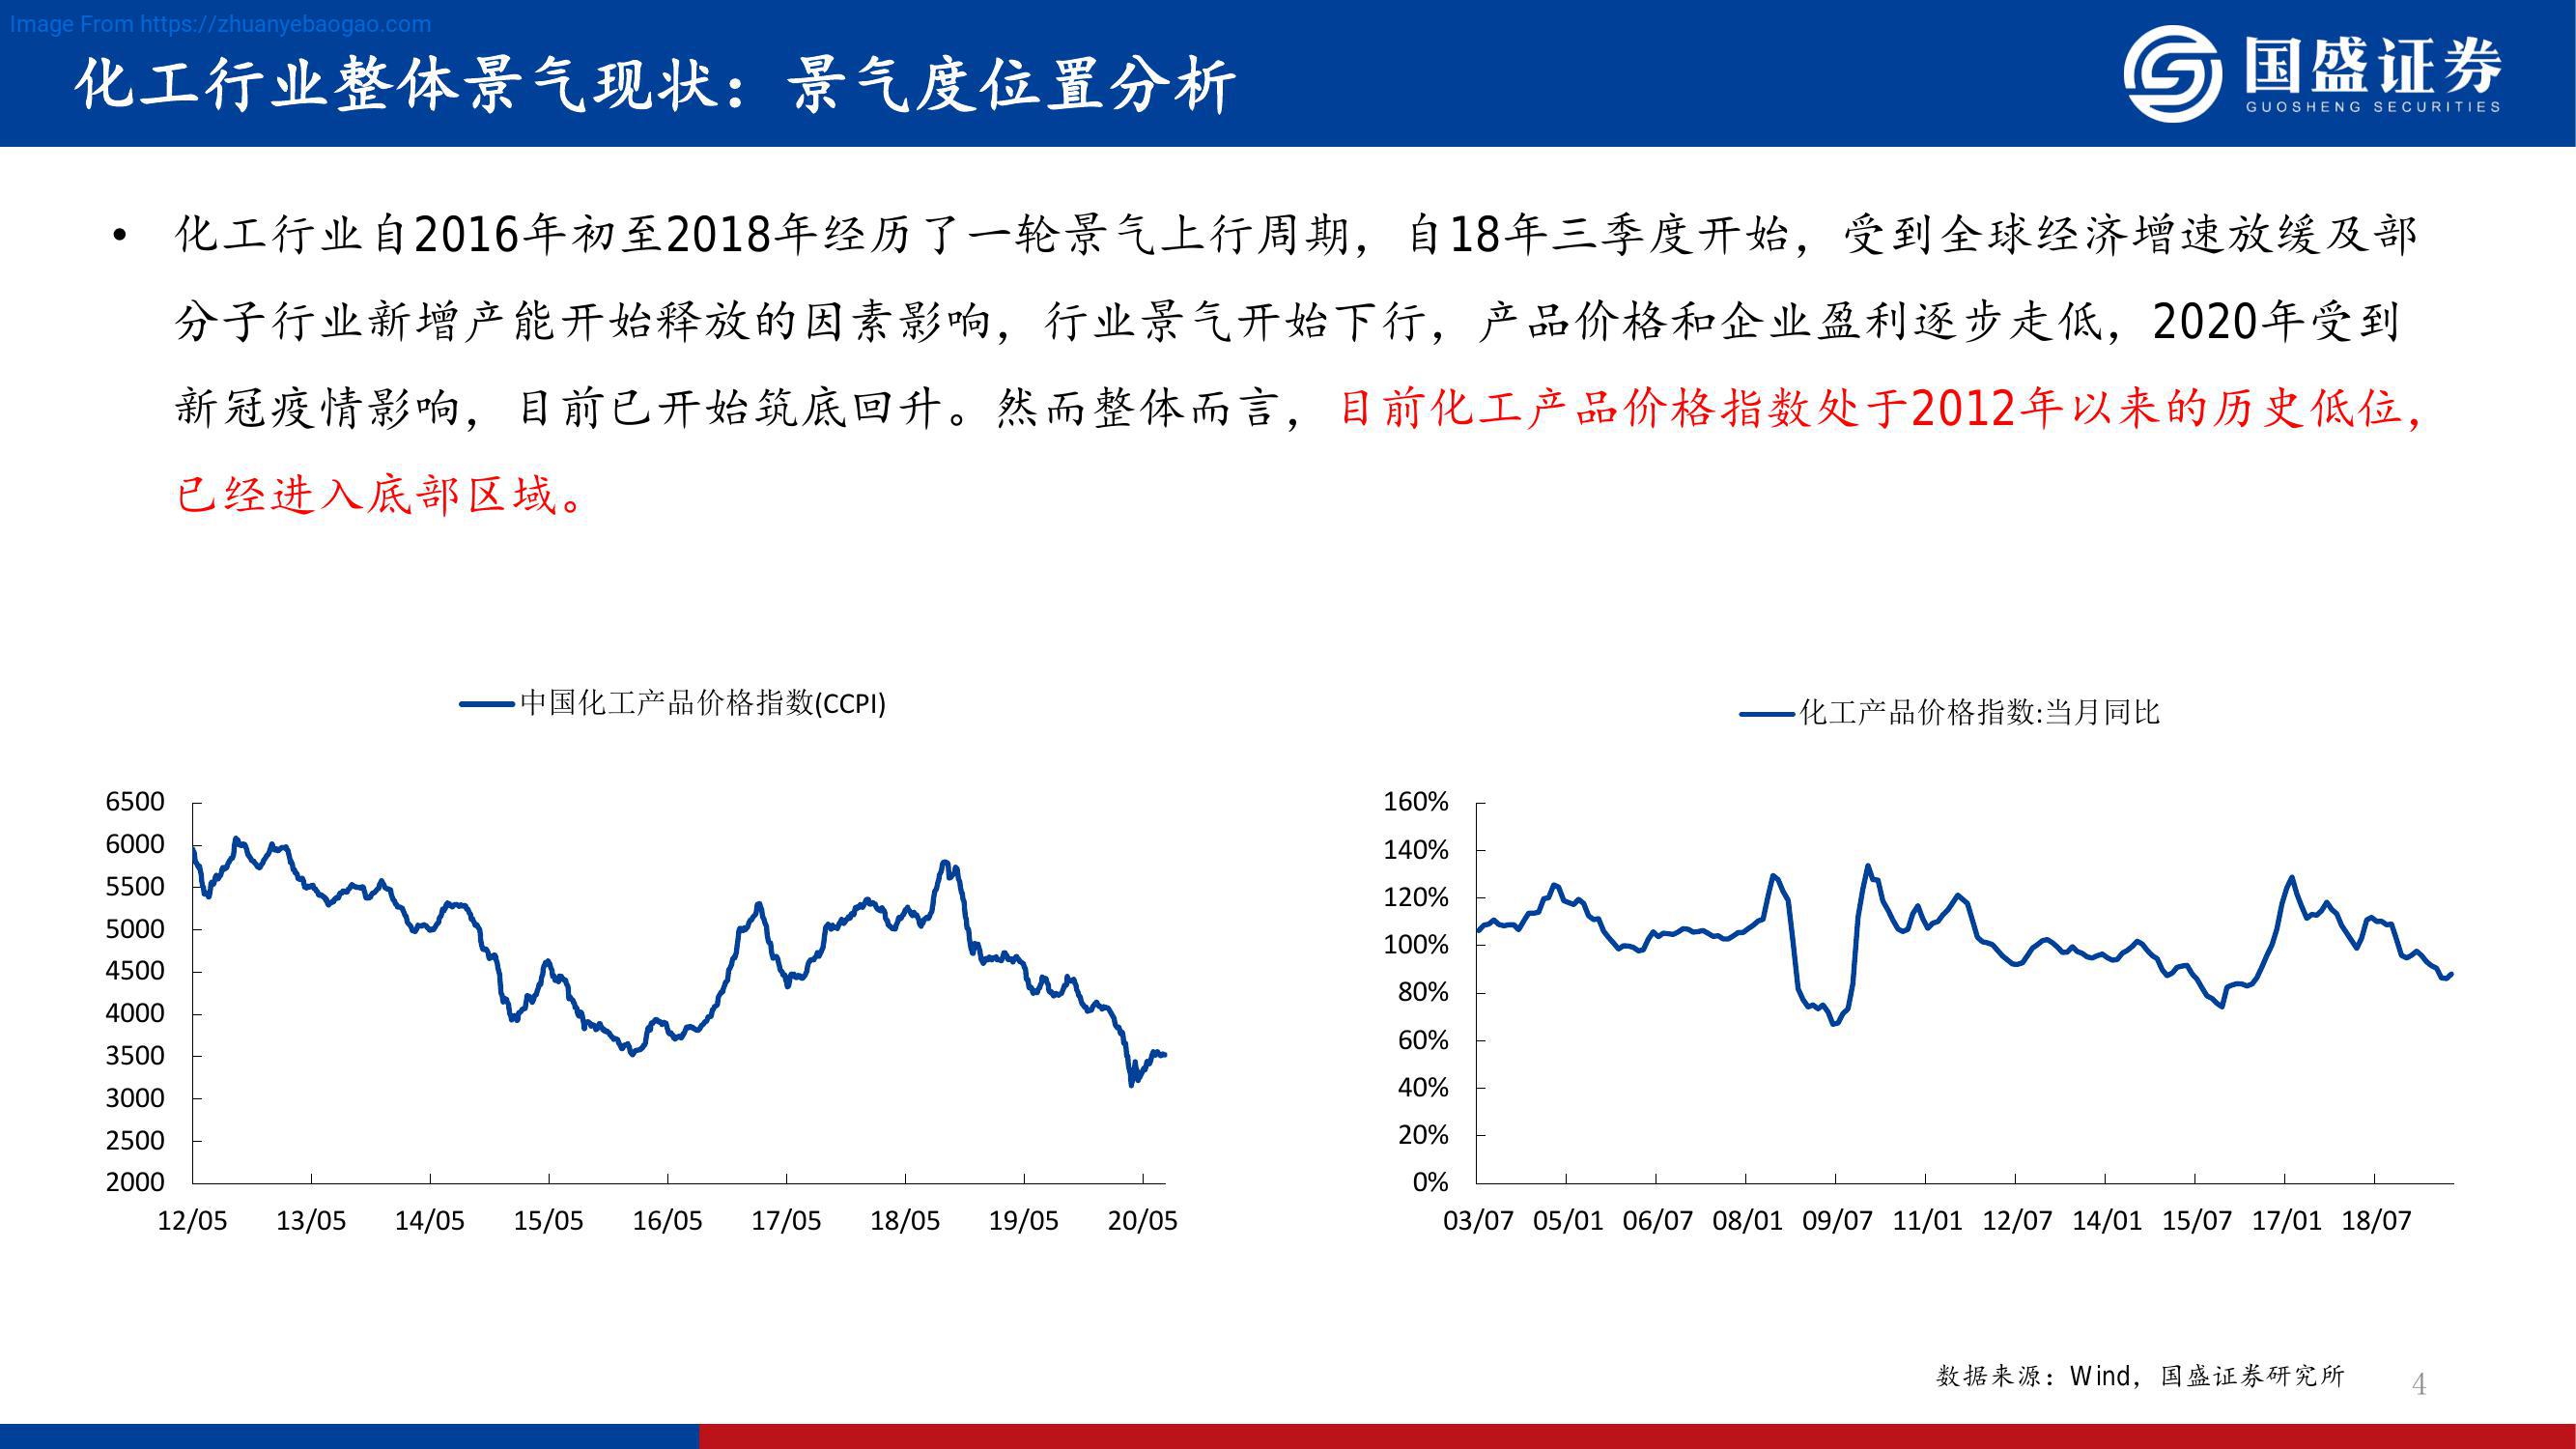 Image From https://zhuanyebaogao.com
化工行业整体景气现状：景气度位置分析
国盛证券
GUOSHENG SECURITIES
• 化工行业自2016年初至2018年经历了一轮景气上行周期，自18年三季度开始，受到全球经济增速放缓及部
分子行业新增产能开始释放的因素影响，行业景气开始下行，产品价格和企业盈利逐步走低，2020年受到
新冠疫情影响，目前已开始筑底回升。然而整体而言，目前化工产品价格指数处于2012年以来的历史低位，
已经进入底部区域。
中国化工产品价格指数(CCPI)
6500
6000
5500
5000
4500
4000
3500
3000
2500
2000
12/05 13/05 14/05 15/05 16/05 17/05 18/05 19/05 20/05
化工产品价格指数:当月同比
160%
140%
120%
100%
80%
60%
40%
20%
0%
03/07 05/01 06/07 08/01 09/07 11/01 12/07 14/01 15/07 17/01 18/07
数据来源：Wind，国盛证券研究所
4